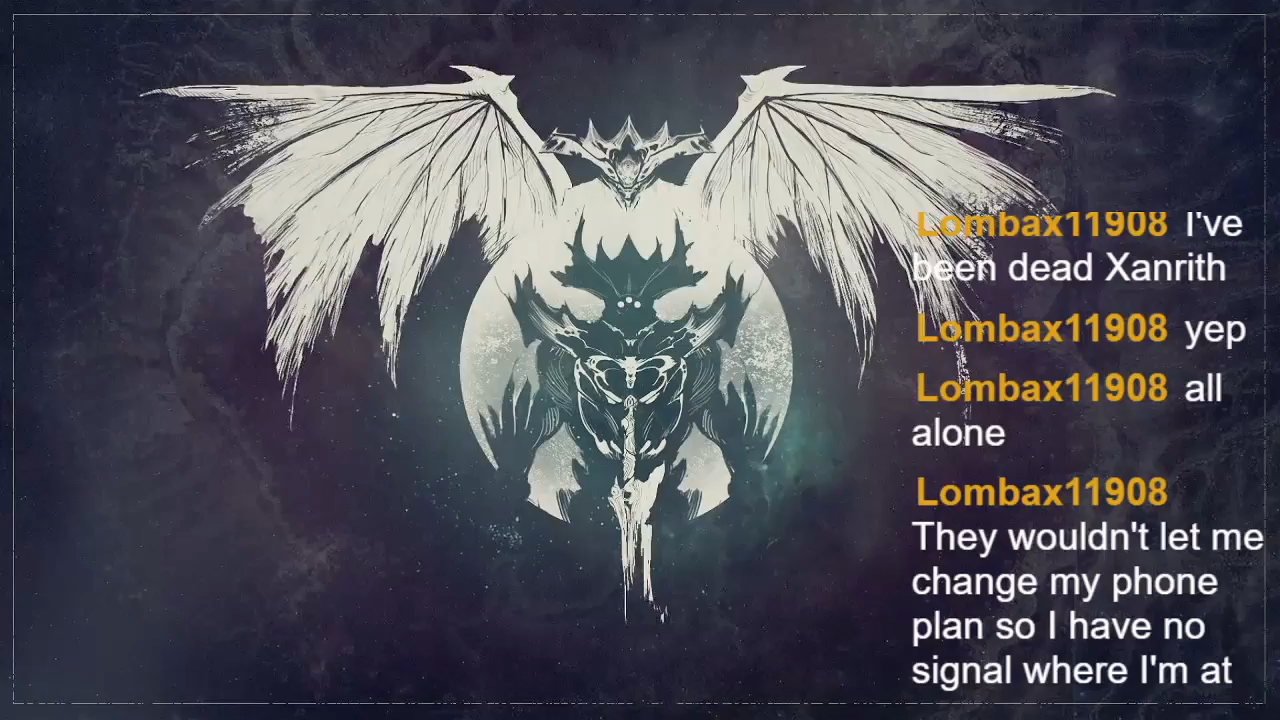 Lombax11908 I've
been dead Xanrith
Lombax11908 yep
Lombax11908 all
alone
Lombax11908
They wouldn't let me
change my phone
plan so I have no
signal where I'm at